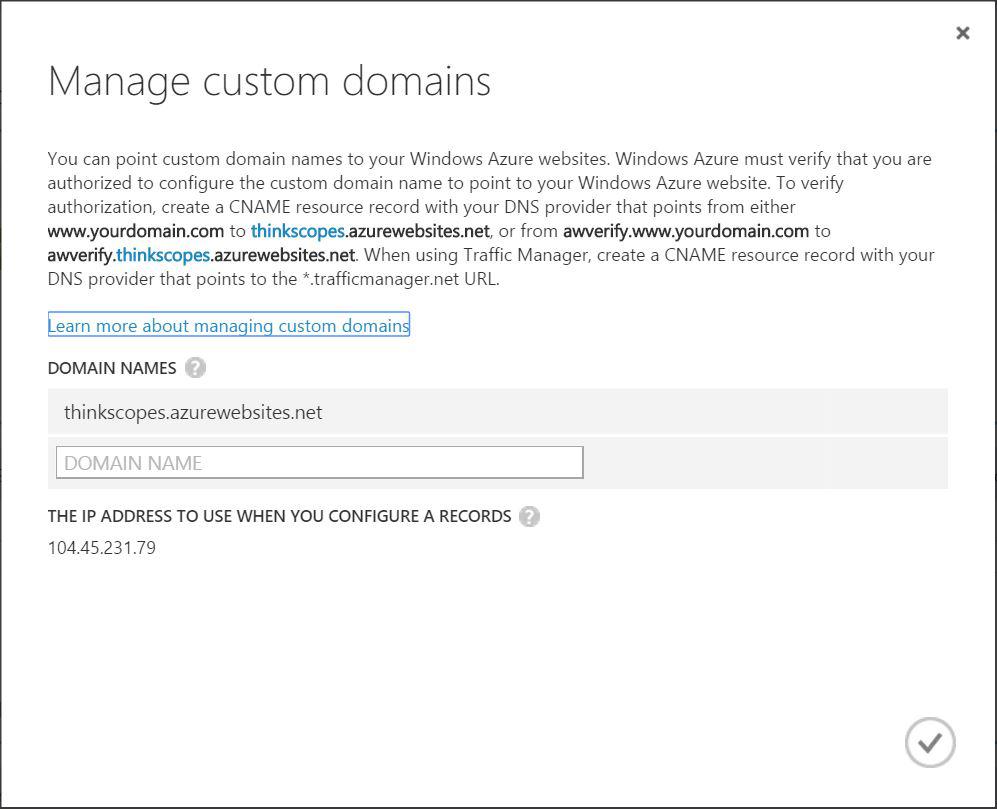 Manage custom domains
You can point custom domain names to your Windows Azure websites. Windows Azure must verify that you are
authorized to configure the custom domain name to point to your Windows Azure website. To verify
authorization, create a CNAME resource record with your DNS provider that points from either
www.yourdomain.com to thinkscopes.azurewebsites.net, or from awverify.www.yourdomain.com to
awverify.thinkscopes.azurewebsites.net. When using Traffic Manager, create a CNAME resource record with your
DNS provider that points to the *.trafficmanager.net URL.
Learn more about managing custom domains
DOMAIN NAMES ?
thinkscopes.azurewebsites.net
DOMAIN NAME
THE IP ADDRESS TO USE WHEN YOU CONFIGURE A RECORDS ?
104.45.231.79